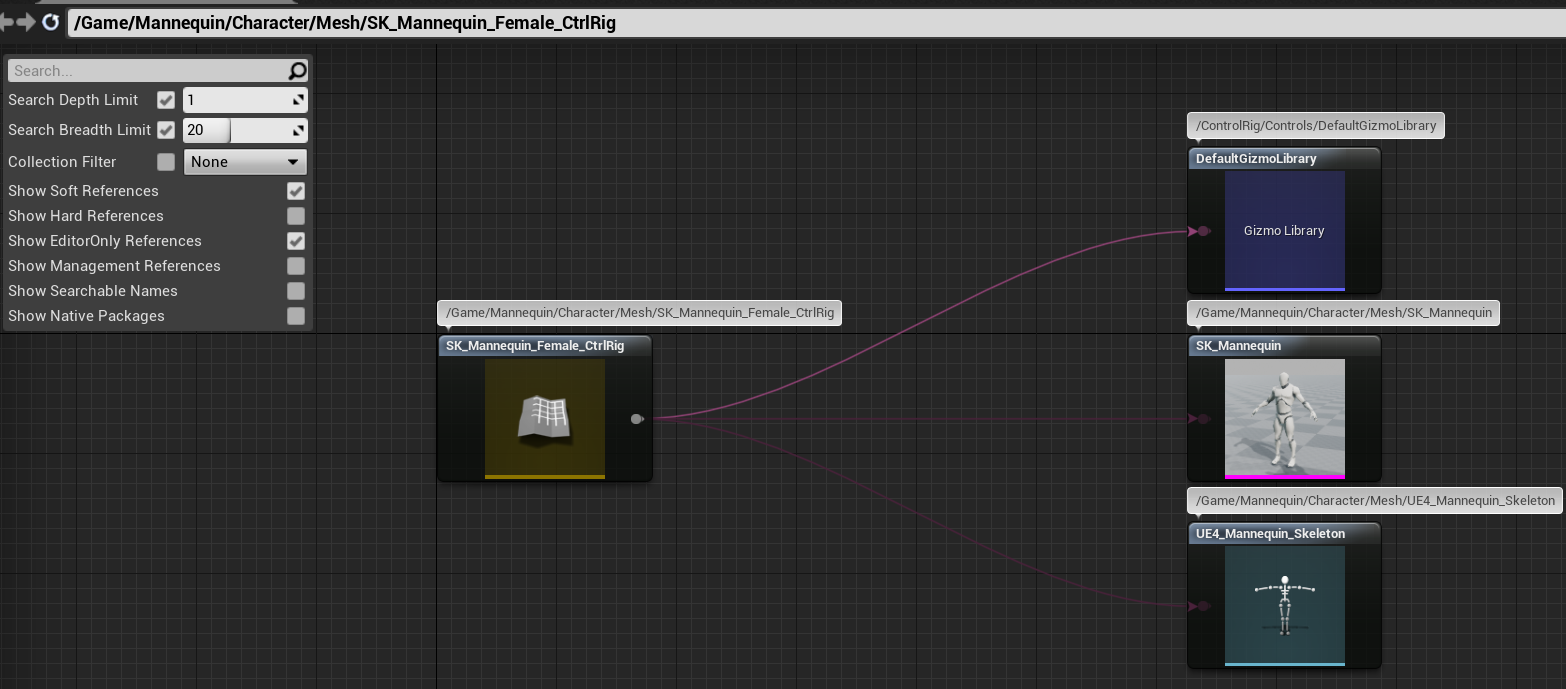 /Game/Mannequin/Character/Mesh/SK_Mannequin_Female_CtrlRig
Search...
Search Depth Limit 1
Search Breadth Limit 20
Collection Filter None
Show Soft References
Show Hard References
Show EditorOnly References
Show Management References
Show Searchable Names
Show Native Packages
/Game/Mannequin/Character/Mesh/SK_Mannequin_Female_CtrlRig
SK_Mannequin_Female_CtrlRig
/ControlRig/Controls/DefaultGizmoLibrary
DefaultGizmoLibrary
Gizmo Library
/Game/Mannequin/Character/Mesh/SK_Mannequin
SK_Mannequin
/Game/Mannequin/Character/Mesh/UE4_Mannequin_Skeleton
UE4_Mannequin_Skeleton